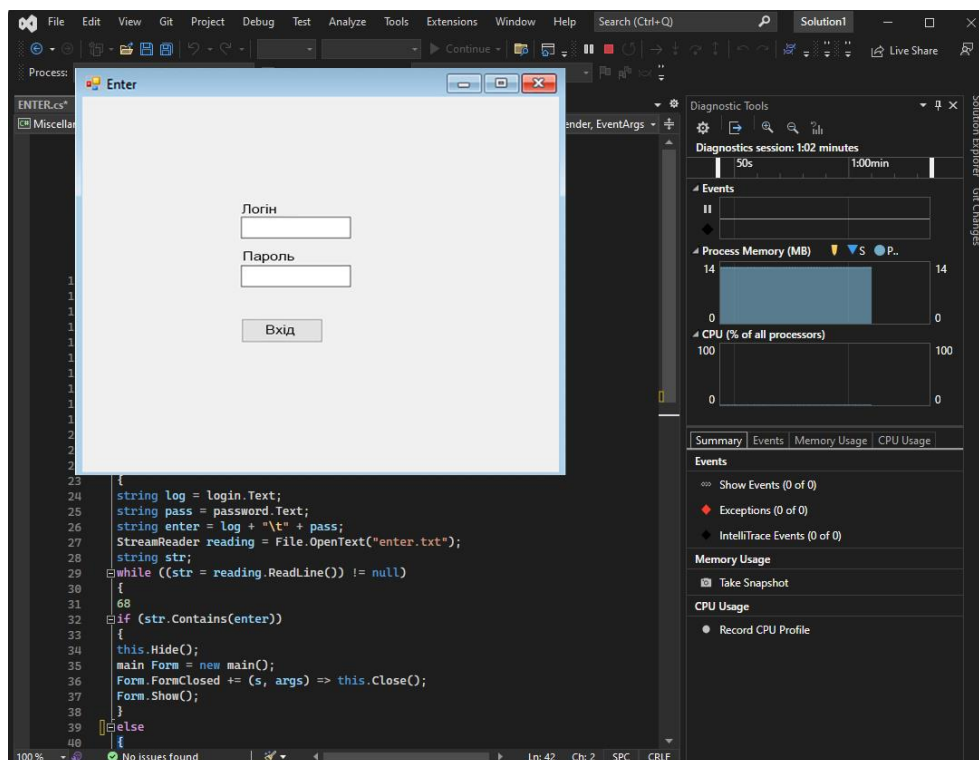 File Edit View Git Project Debug Test Analyze Tools Extensions Window Help Search (Ctrl+Q) Solution1
Continue Live Share
Process:
Enter
ENTER.cs*
ender, EventArgs
Логін
Пароль
Вхід
23 {
24 string log = login.Text;
25 string pass = password.Text;
26 string enter = log + "\t" + pass;
27 StreamReader reading = File.OpenText("enter.txt");
28 string str;
29 while ((str = reading.ReadLine()) != null)
30 {
31 68
32 if (str.Contains(enter))
33 {
34 this.Hide();
35 main Form = new main();
36 Form.FormClosed += (s, args) => this.Close();
37 Form.Show();
38 }
39 else
40 {
100 % No issues found Ln: 42 Ch: 2 SPC CRLF
Diagnostic Tools
Diagnostics session: 1:02 minutes
50s 1:00min
Events
Process Memory (MB) S P..
14 14
0 0
CPU (% of all processors)
100 100
0 0
Summary Events Memory Usage CPU Usage
Events
Show Events (0 of 0)
Exceptions (0 of 0)
IntelliTrace Events (0 of 0)
Memory Usage
Take Snapshot
CPU Usage
Record CPU Profile
Solution Explorer
Git Changes